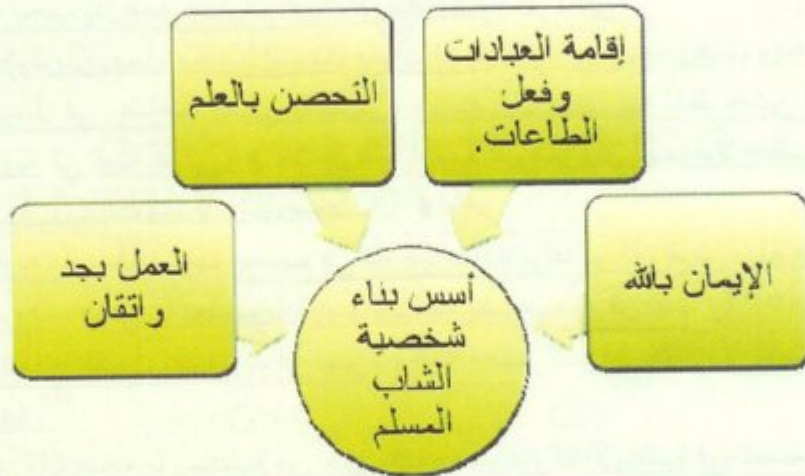 إقامة العبادات
وفعل
الطاعات.
التحصن بالعلم
الإيمان بالله
العمل بجد
واتقان
أسس بناء
شخصية
الشاب
المسلم